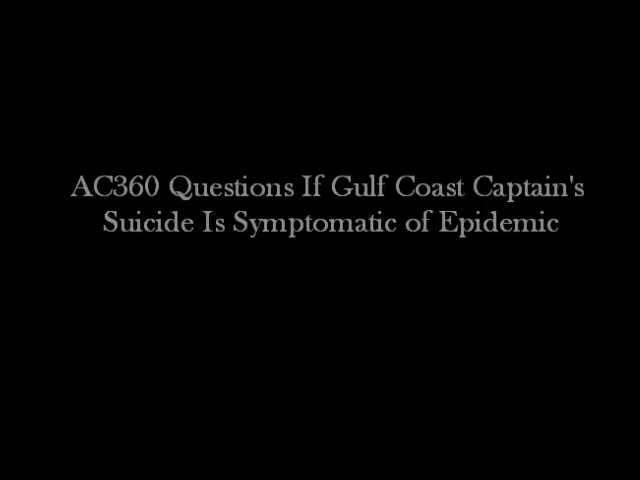 AC360 Questions If Gulf Coast Captain's
Suicide Is Symptomatic of Epidemic